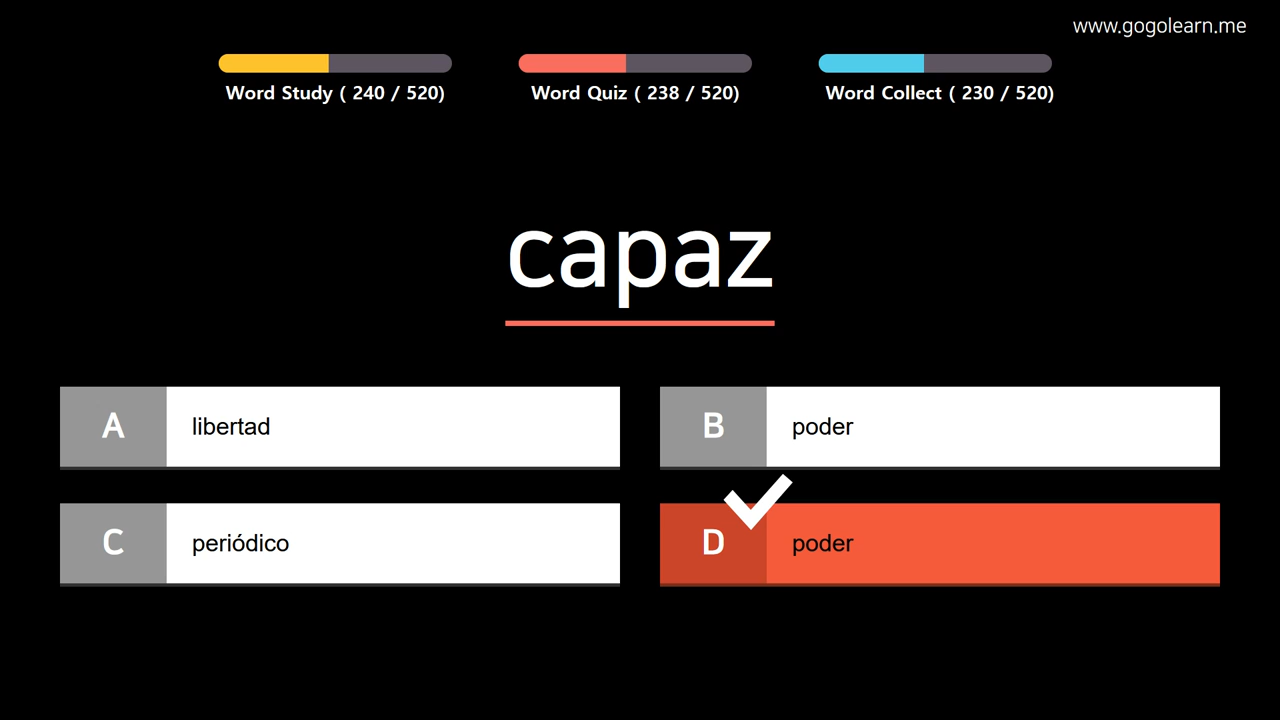 www.gogolearn.me
Word Study ( 240 / 520)
Word Quiz ( 238 / 520)
Word Collect ( 230 / 520)
capaz
A libertad
B poder
C periódico
D poder